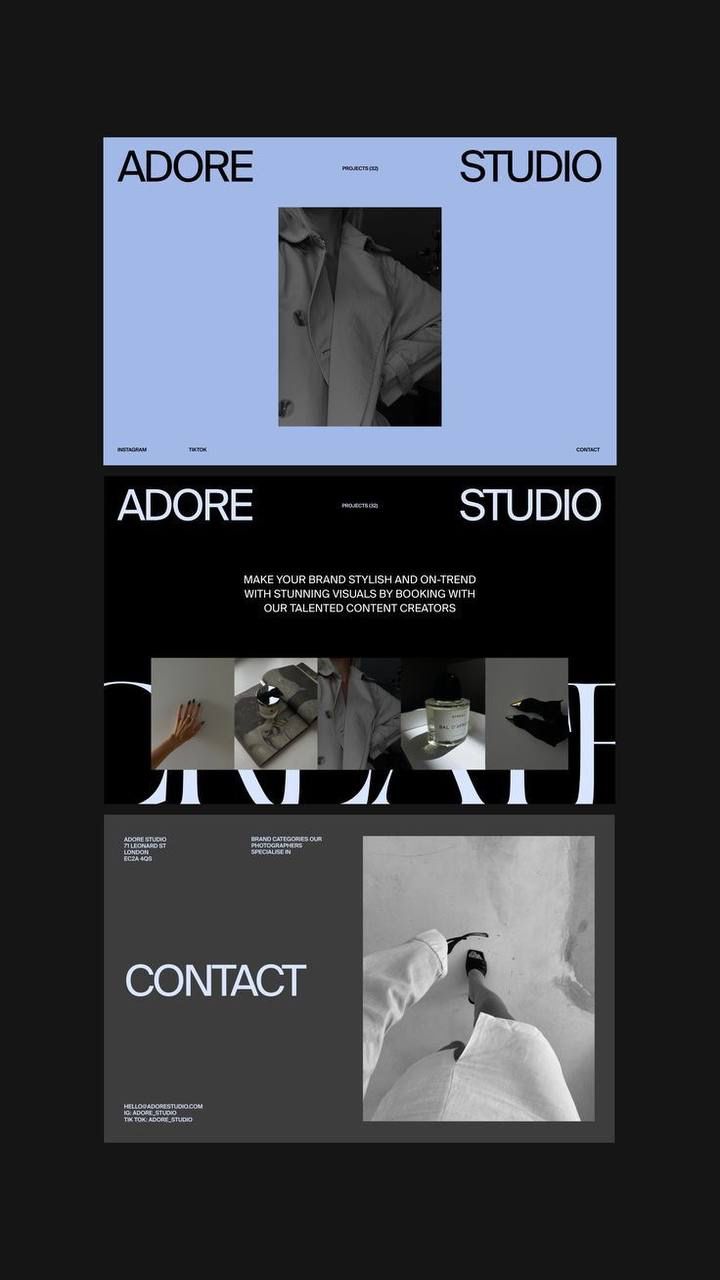 ADORE
PROJECTS (32)
STUDIO
INSTAGRAM
TIKTOK
CONTACT
ADORE
PROJECTS (32)
STUDIO
MAKE YOUR BRAND STYLISH AND ON-TREND
WITH STUNNING VISUALS BY BOOKING WITH
OUR TALENTED CONTENT CREATORS
ADORE STUDIO
71 LEONARD ST
LONDON
EC2A 4QS
BRAND CATEGORIES OUR
PHOTOGRAPHERS
SPECIALISE IN
CONTACT
HELLO@ADORESTUDIO.COM
IG: ADORE_STUDIO
TIK TOK: ADORE_STUDIO